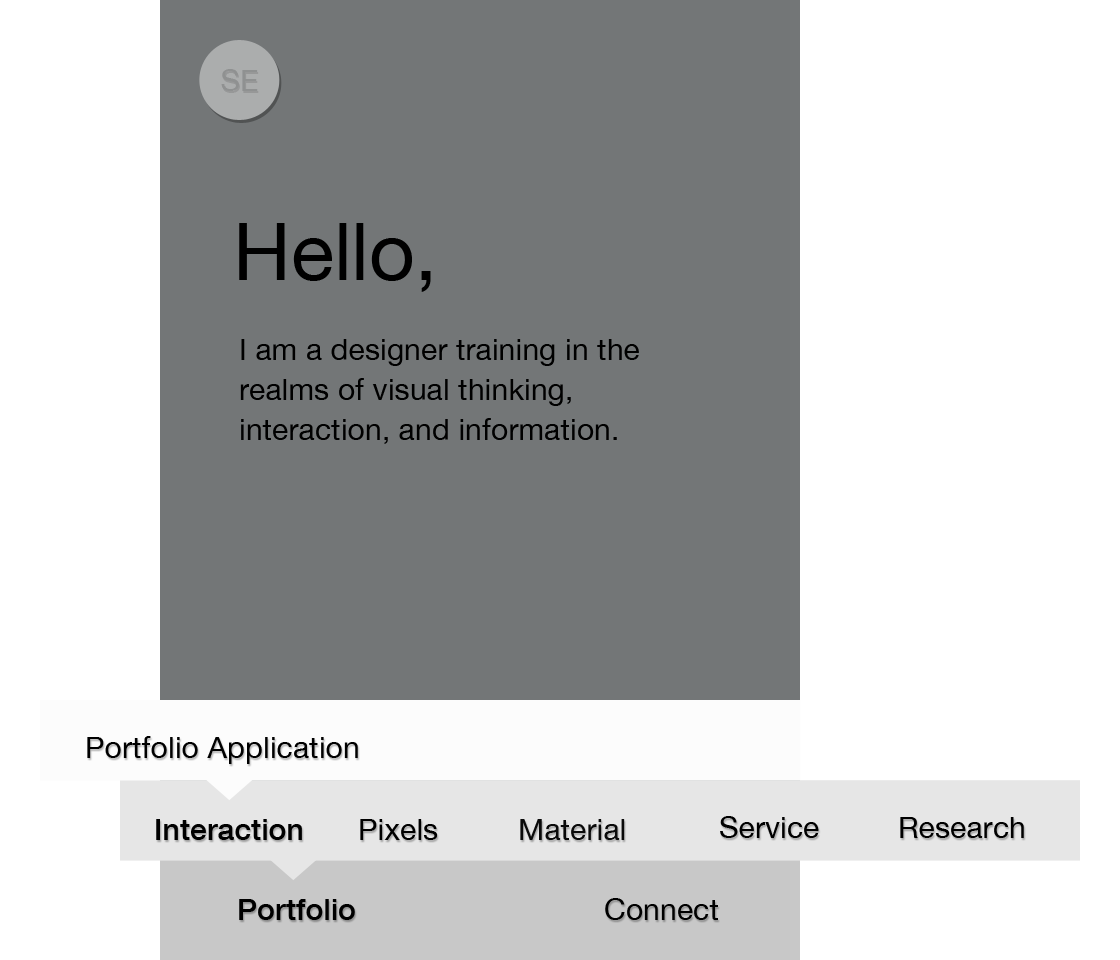 SE
Hello,
I am a designer training in the
realms of visual thinking,
interaction, and information.
Portfolio Application
Interaction Pixels Material Service Research
Portfolio Connect